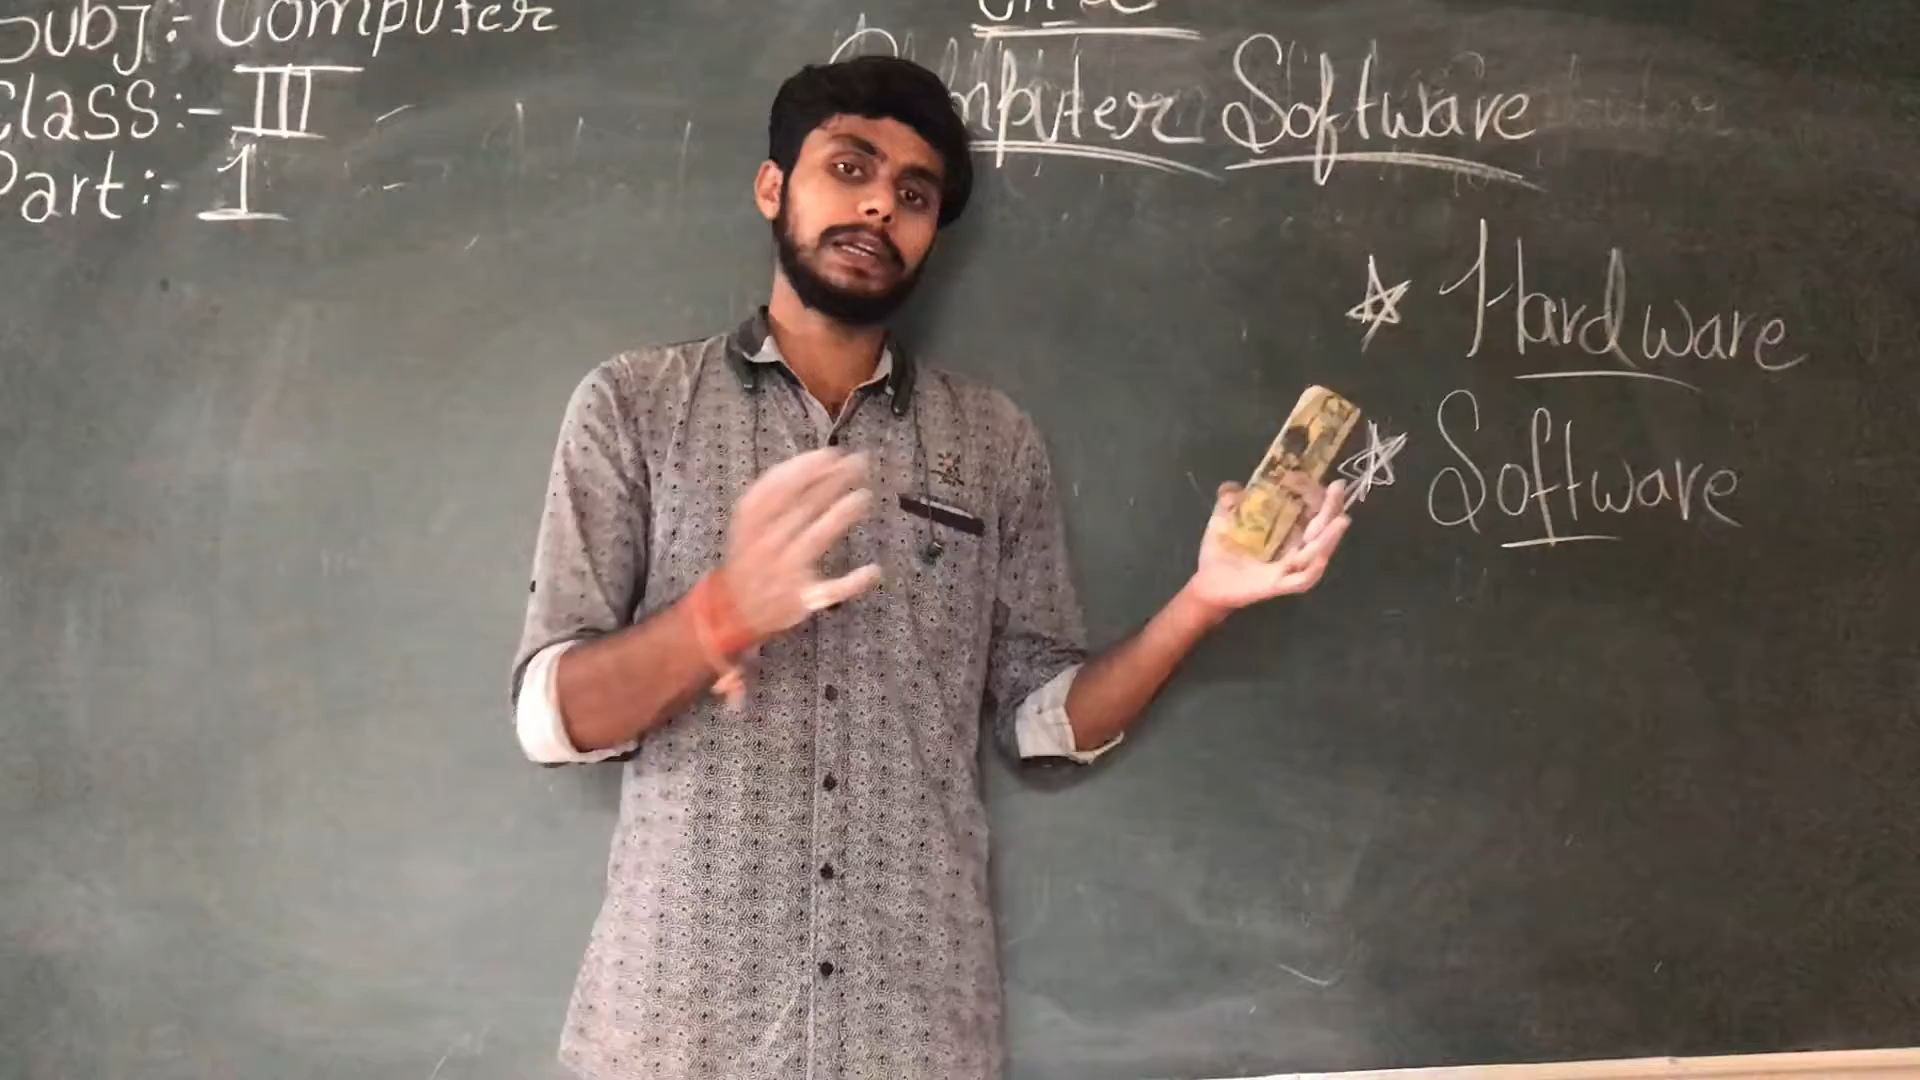 Subj:- Computer
Class:- III
Part:- 1
Computer Software
Hardware
Software